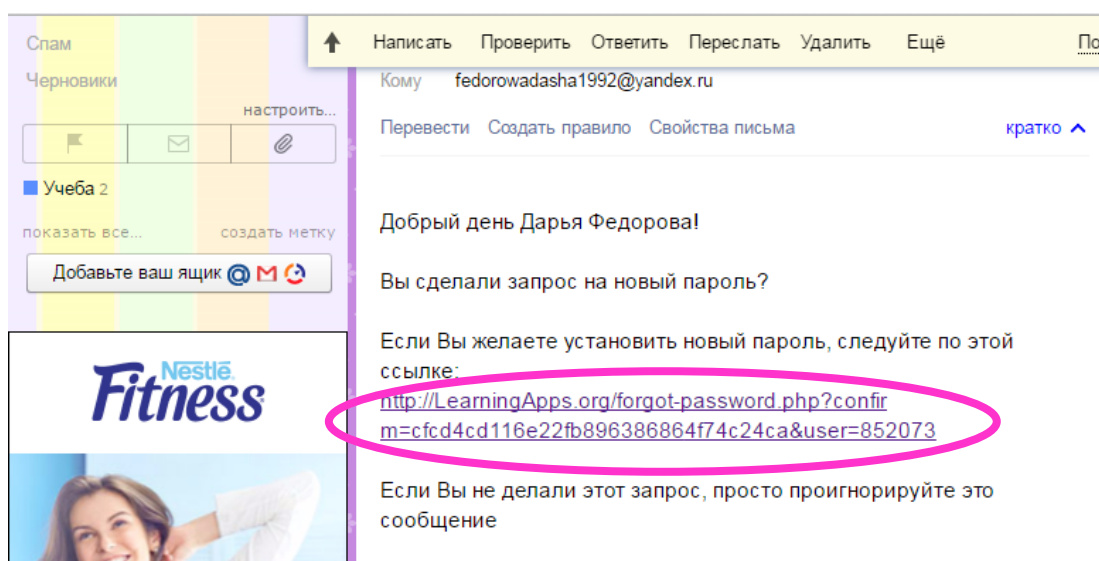 Спам
Черновики
настроить...
Учеба 2
показать все... создать метку
Добавьте ваш ящик
Nestlé
Fitness
Написать Проверить Ответить Переслать Удалить Ещё
Кому fedorowadasha1992@yandex.ru
Перевести Создать правило Свойства письма кратко
Добрый день Дарья Федорова!
Вы сделали запрос на новый пароль?
Если Вы желаете установить новый пароль, следуйте по этой
ссылке:
http://LearningApps.org/forgot-password.php?confir
m=cfcd4cd116e22fb896386864f74c24ca&user=852073
Если Вы не делали этот запрос, просто проигнорируйте это
сообщение